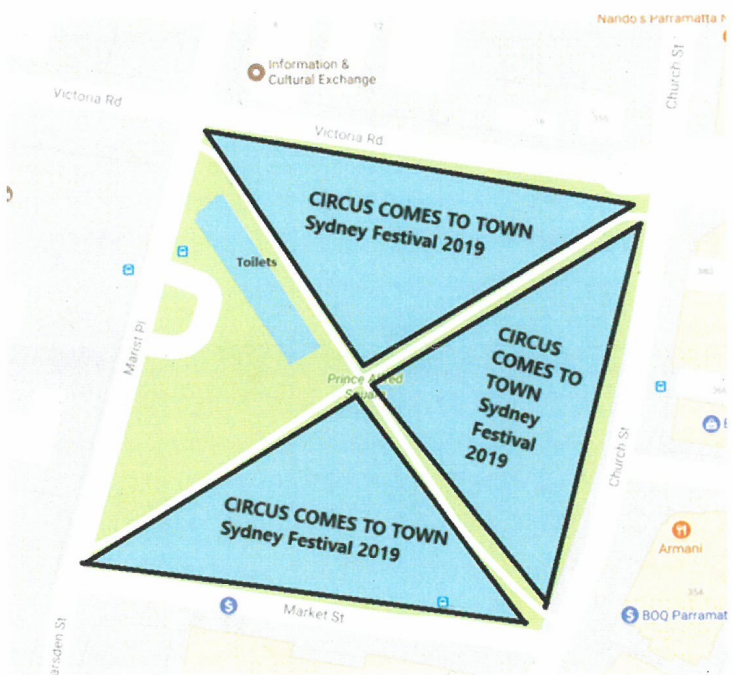 Nando's Parramatta
Church St
Information &
Cultural Exchange
Victoria Rd
Victoria Rd
CIRCUS COMES TO TOWN
Sydney Festival 2019
Toilets
Marist Pl
CIRCUS
COMES TO
TOWN
Sydney
Festival
2019
Prince Alfred
Square
CIRCUS COMES TO TOWN
Sydney Festival 2019
Church St
Armani
354
Market St
BOQ Parramat
arsden St